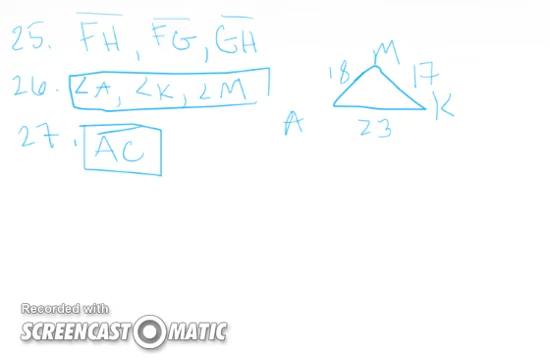 25. FH, FG, GH
26. ∠A, ∠K, ∠M
27. AC
M
18
17
A
K
23
Recorded with
SCREENCAST-O-MATIC